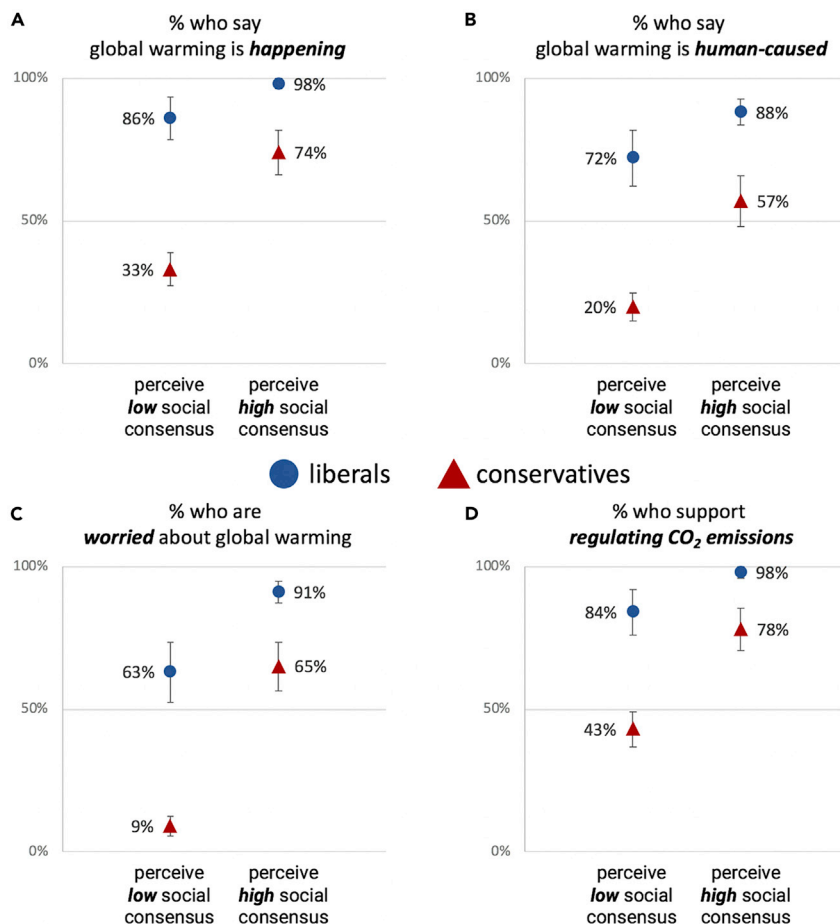 A
% who say
global warming is happening
100%
98%
86%
74%
50%
33%
0%
perceive
low social
consensus
perceive
high social
consensus
B
% who say
global warming is human-caused
100%
88%
72%
57%
50%
20%
0%
perceive
low social
consensus
perceive
high social
consensus
liberals
conservatives
C
% who are
worried about global warming
100%
91%
63%
65%
50%
9%
0%
perceive
low social
consensus
perceive
high social
consensus
D
% who support
regulating CO₂ emissions
100%
98%
84%
78%
50%
43%
0%
perceive
low social
consensus
perceive
high social
consensus